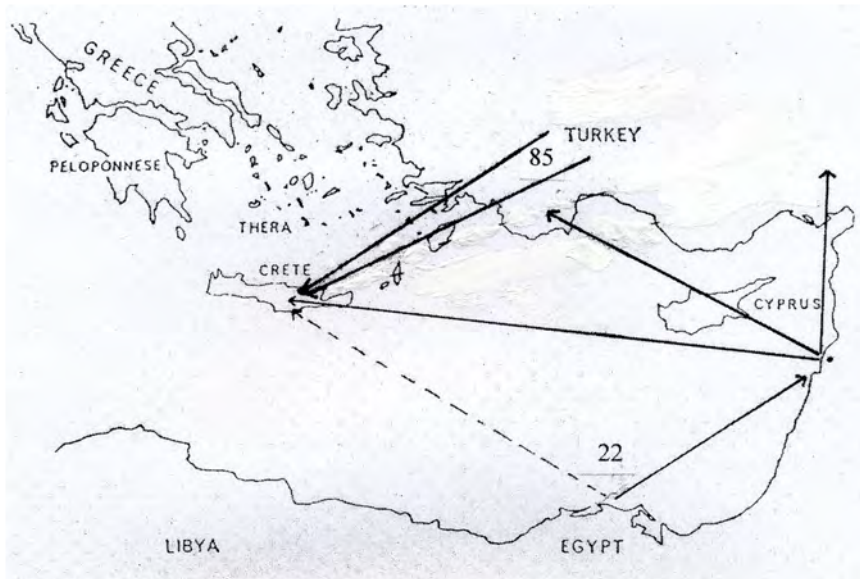 GREECE
TURKEY
85
PELOPONNESE
THERA
CRETE
CYPRUS
22
LIBYA
EGYPT